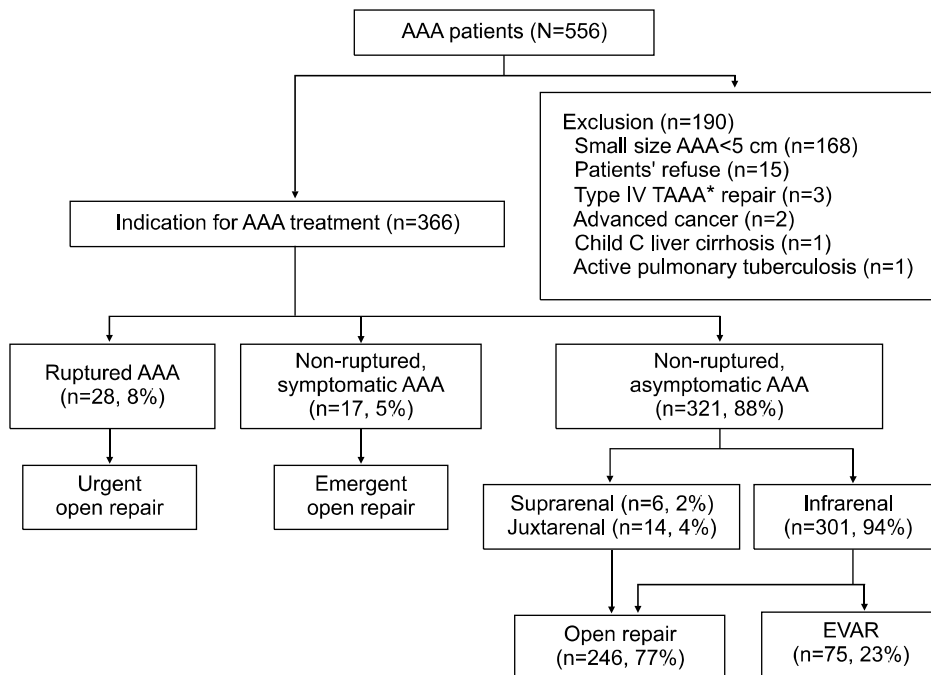 AAA patients (N=556)
Exclusion (n=190)
Small size AAA<5 cm (n=168)
Patients' refuse (n=15)
Type IV TAAA* repair (n=3)
Advanced cancer (n=2)
Child C liver cirrhosis (n=1)
Active pulmonary tuberculosis (n=1)
Indication for AAA treatment (n=366)
Ruptured AAA
(n=28, 8%)
Non-ruptured,
symptomatic AAA
(n=17, 5%)
Non-ruptured,
asymptomatic AAA
(n=321, 88%)
Urgent
open repair
Emergent
open repair
Suprarenal (n=6, 2%)
Juxtarenal (n=14, 4%)
Infrarenal
(n=301, 94%)
Open repair
(n=246, 77%)
EVAR
(n=75, 23%)